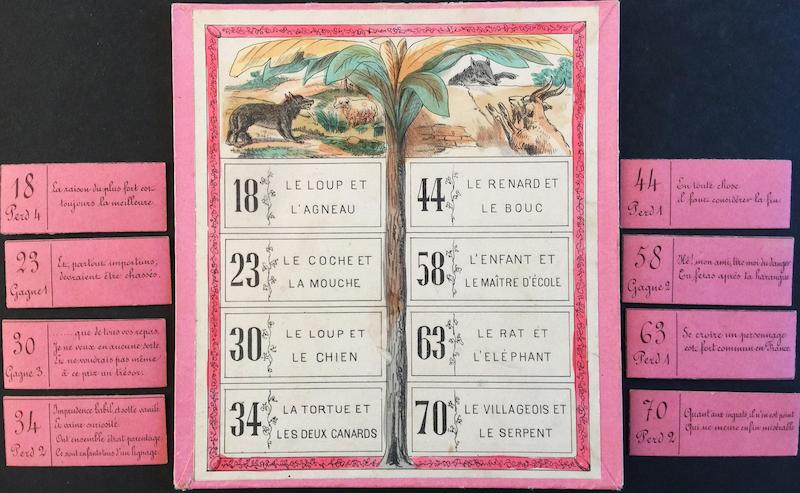 18
Perd 4
La raison du plus fort est
toujours la meilleure.
23
Gagne 1
Et, partout importuns,
devraient être chassés.
30
Gagne 3.
...... que de tous vos repas,
Je ne veux en aucune sorte.
Et ne voudrais pas même
à ce prix un trésor.
34
Perd 2
Imprudence, babil, et sotte vanité
Et vaine curiosité
Ont ensemble étroit parentage.
Ce sont enfants tous d'un lignage.
18 LE LOUP ET
L'AGNEAU
23 LE COCHE ET
LA MOUCHE
30 LE LOUP ET
LE CHIEN
34 LA TORTUE ET
LES DEUX CANARDS
44 LE RENARD ET
LE BOUC
58 L'ENFANT ET
LE MAÎTRE D'ÉCOLE
63 LE RAT ET
L'ELÉPHANT
70 LE VILLAGEOIS ET
LE SERPENT
44
Perd 1
En toute chose
il faut considérer la fin.
58
Gagne 2
Hé! mon ami, tire moi du danger
Tu feras après ta harangue
63
Perd 1
Se croire un personnage
est fort commun en France.
70
Perd 2
Quant aux ingrats, il n'en est point
Qui ne meure enfin misérable